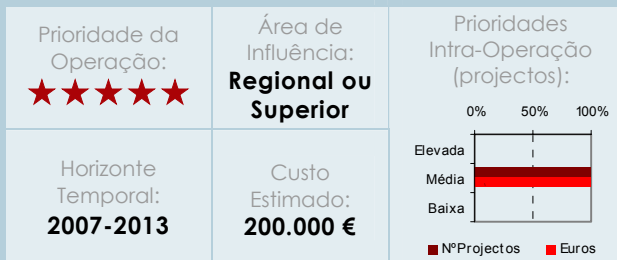 Prioridade da
Operação:
Área de
Influência:
Regional ou
Superior
Prioridades
Intra-Operação
(projectos):
0% 50% 100%
Elevada
Média
Baixa
NºProjectos Euros
Horizonte
Temporal:
2007-2013
Custo
Estimado:
200.000 €